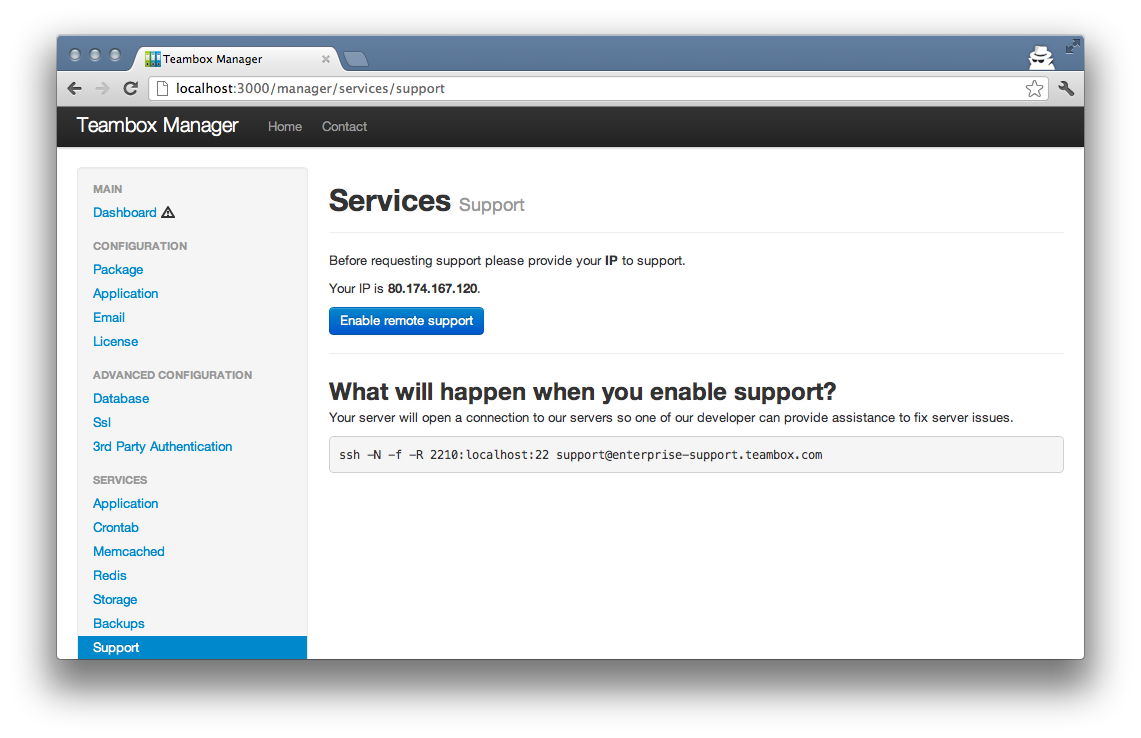 Teambox Manager
localhost:3000/manager/services/support
Teambox Manager Home Contact
MAIN
Dashboard
CONFIGURATION
Package
Application
Email
License
ADVANCED CONFIGURATION
Database
Ssl
3rd Party Authentication
SERVICES
Application
Crontab
Memcached
Redis
Storage
Backups
Support
Services Support
Before requesting support please provide your IP to support.
Your IP is 80.174.167.120.
Enable remote support
What will happen when you enable support?
Your server will open a connection to our servers so one of our developer can provide assistance to fix server issues.
ssh -N -f -R 2210:localhost:22 support@enterprise-support.teambox.com